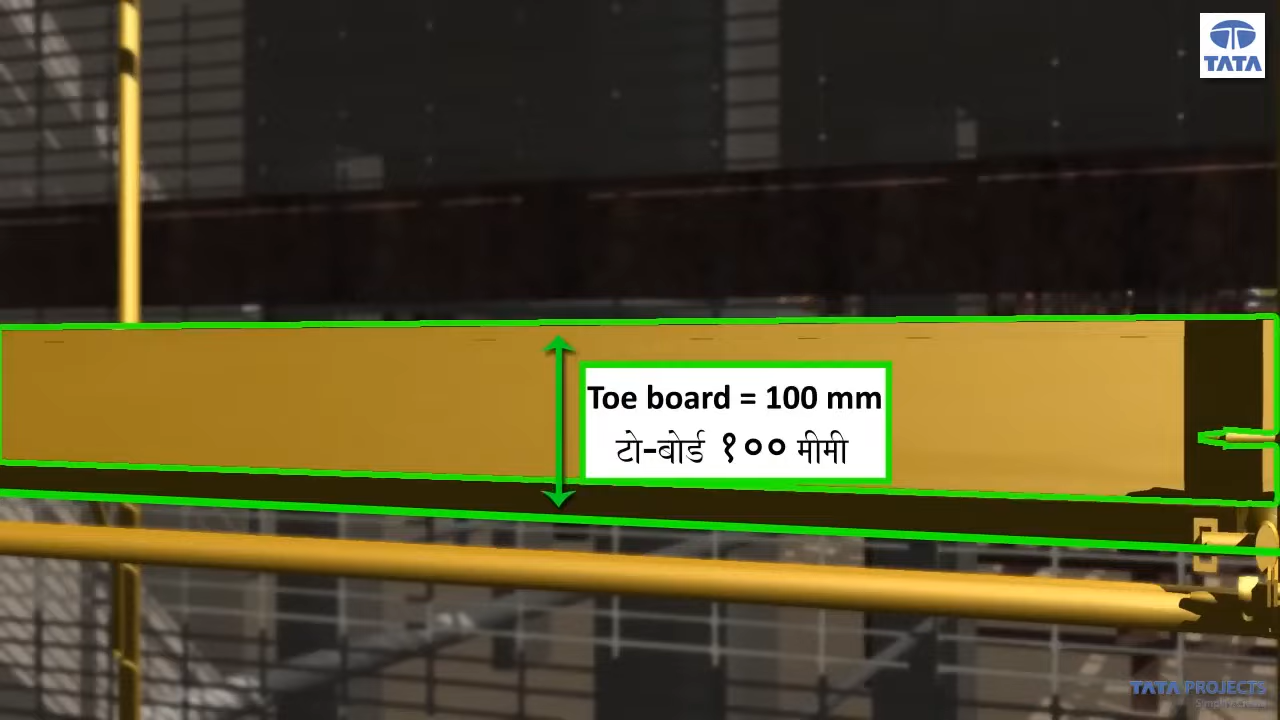 TATA
Toe board = 100 mm
टो-बोर्ड १०० मीमी
TATA PROJECTS